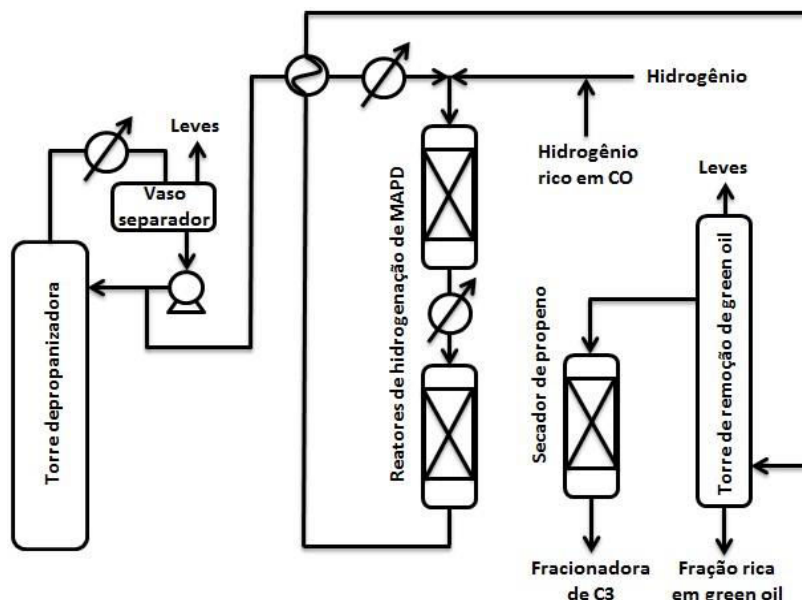 Hidrogênio
Hidrogênio
rico em CO
Leves
Vaso
separador
Leves
Torre depropanizadora
Reatores de hidrogenação de MAPD
Secador de propeno
Torre de remoção de green oil
Fracionadora
de C3
Fração rica
em green oil